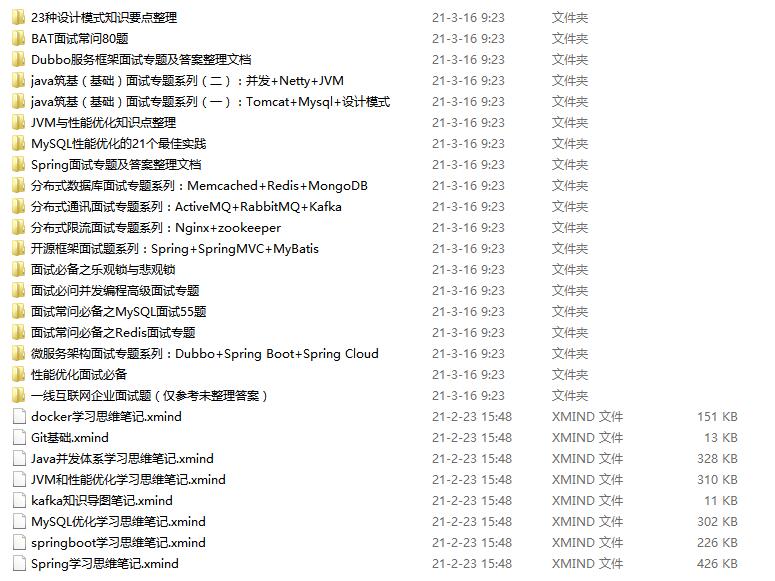 23种设计模式知识要点整理 21-3-16 9:23 文件夹
BAT面试常问80题 21-3-16 9:23 文件夹
Dubbo服务框架面试专题及答案整理文档 21-3-16 9:23 文件夹
java筑基（基础）面试专题系列（二）：并发+Netty+JVM 21-3-16 9:23 文件夹
java筑基（基础）面试专题系列（一）：Tomcat+Mysql+设计模式 21-3-16 9:23 文件夹
JVM与性能优化知识点整理 21-3-16 9:23 文件夹
MySQL性能优化的21个最佳实践 21-3-16 9:23 文件夹
Spring面试专题及答案整理文档 21-3-16 9:23 文件夹
分布式数据库面试专题系列：Memcached+Redis+MongoDB 21-3-16 9:23 文件夹
分布式通讯面试专题系列：ActiveMQ+RabbitMQ+Kafka 21-3-16 9:23 文件夹
分布式限流面试专题系列：Nginx+zookeeper 21-3-16 9:23 文件夹
开源框架面试题系列：Spring+SpringMVC+MyBatis 21-3-16 9:23 文件夹
面试必备之乐观锁与悲观锁 21-3-16 9:23 文件夹
面试必问并发编程高级面试专题 21-3-16 9:23 文件夹
面试常问必备之MySQL面试55题 21-3-16 9:23 文件夹
面试常问必备之Redis面试专题 21-3-16 9:23 文件夹
微服务架构面试专题系列：Dubbo+Spring Boot+Spring Cloud 21-3-16 9:23 文件夹
性能优化面试必备 21-3-16 9:23 文件夹
一线互联网企业面试题（仅参考未整理答案） 21-3-16 9:23 文件夹
docker学习思维笔记.xmind 21-2-23 15:48 XMIND 文件 151 KB
Git基础.xmind 21-2-23 15:48 XMIND 文件 13 KB
Java并发体系学习思维笔记.xmind 21-2-23 15:48 XMIND 文件 328 KB
JVM和性能优化学习思维笔记.xmind 21-2-23 15:48 XMIND 文件 310 KB
kafka知识导图笔记.xmind 21-2-23 15:48 XMIND 文件 11 KB
MySQL优化学习思维笔记.xmind 21-2-23 15:48 XMIND 文件 302 KB
springboot学习思维笔记.xmind 21-2-23 15:48 XMIND 文件 226 KB
Spring学习思维笔记.xmind 21-2-23 15:48 XMIND 文件 426 KB